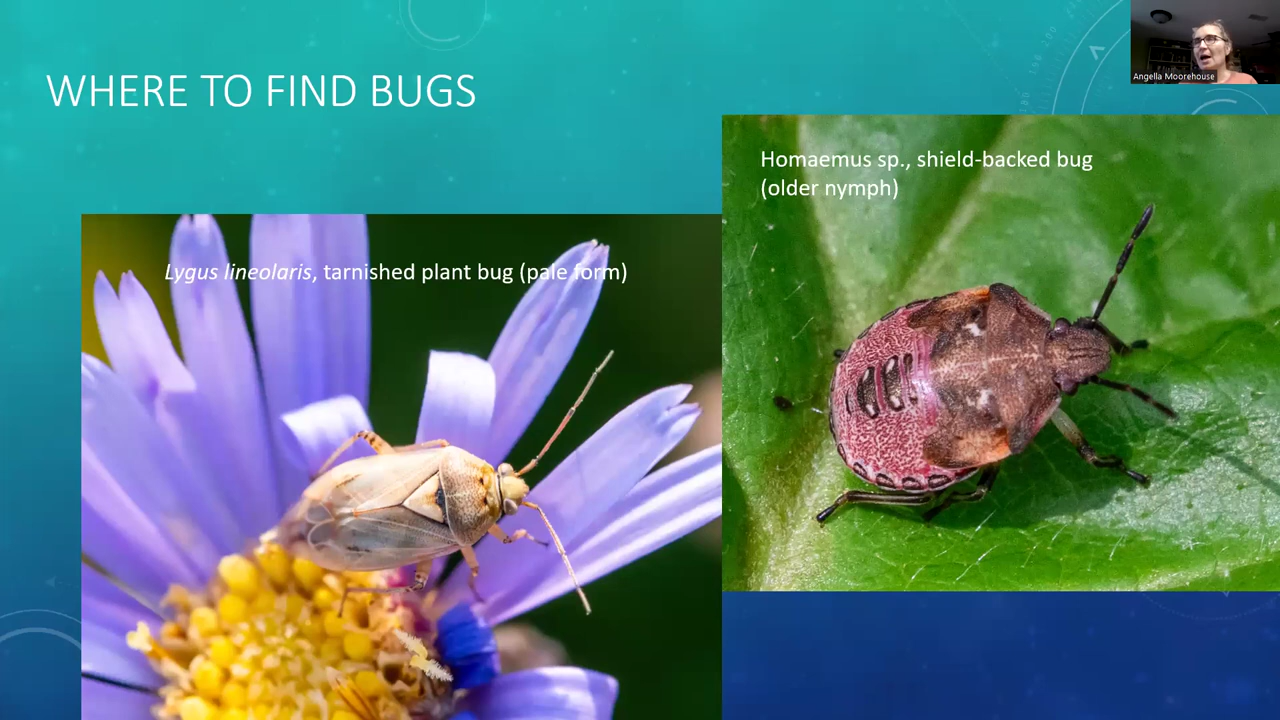 WHERE TO FIND BUGS
Angella Moorehouse
Homaemus sp., shield-backed bug
(older nymph)
Lygus lineolaris, tarnished plant bug (pale form)